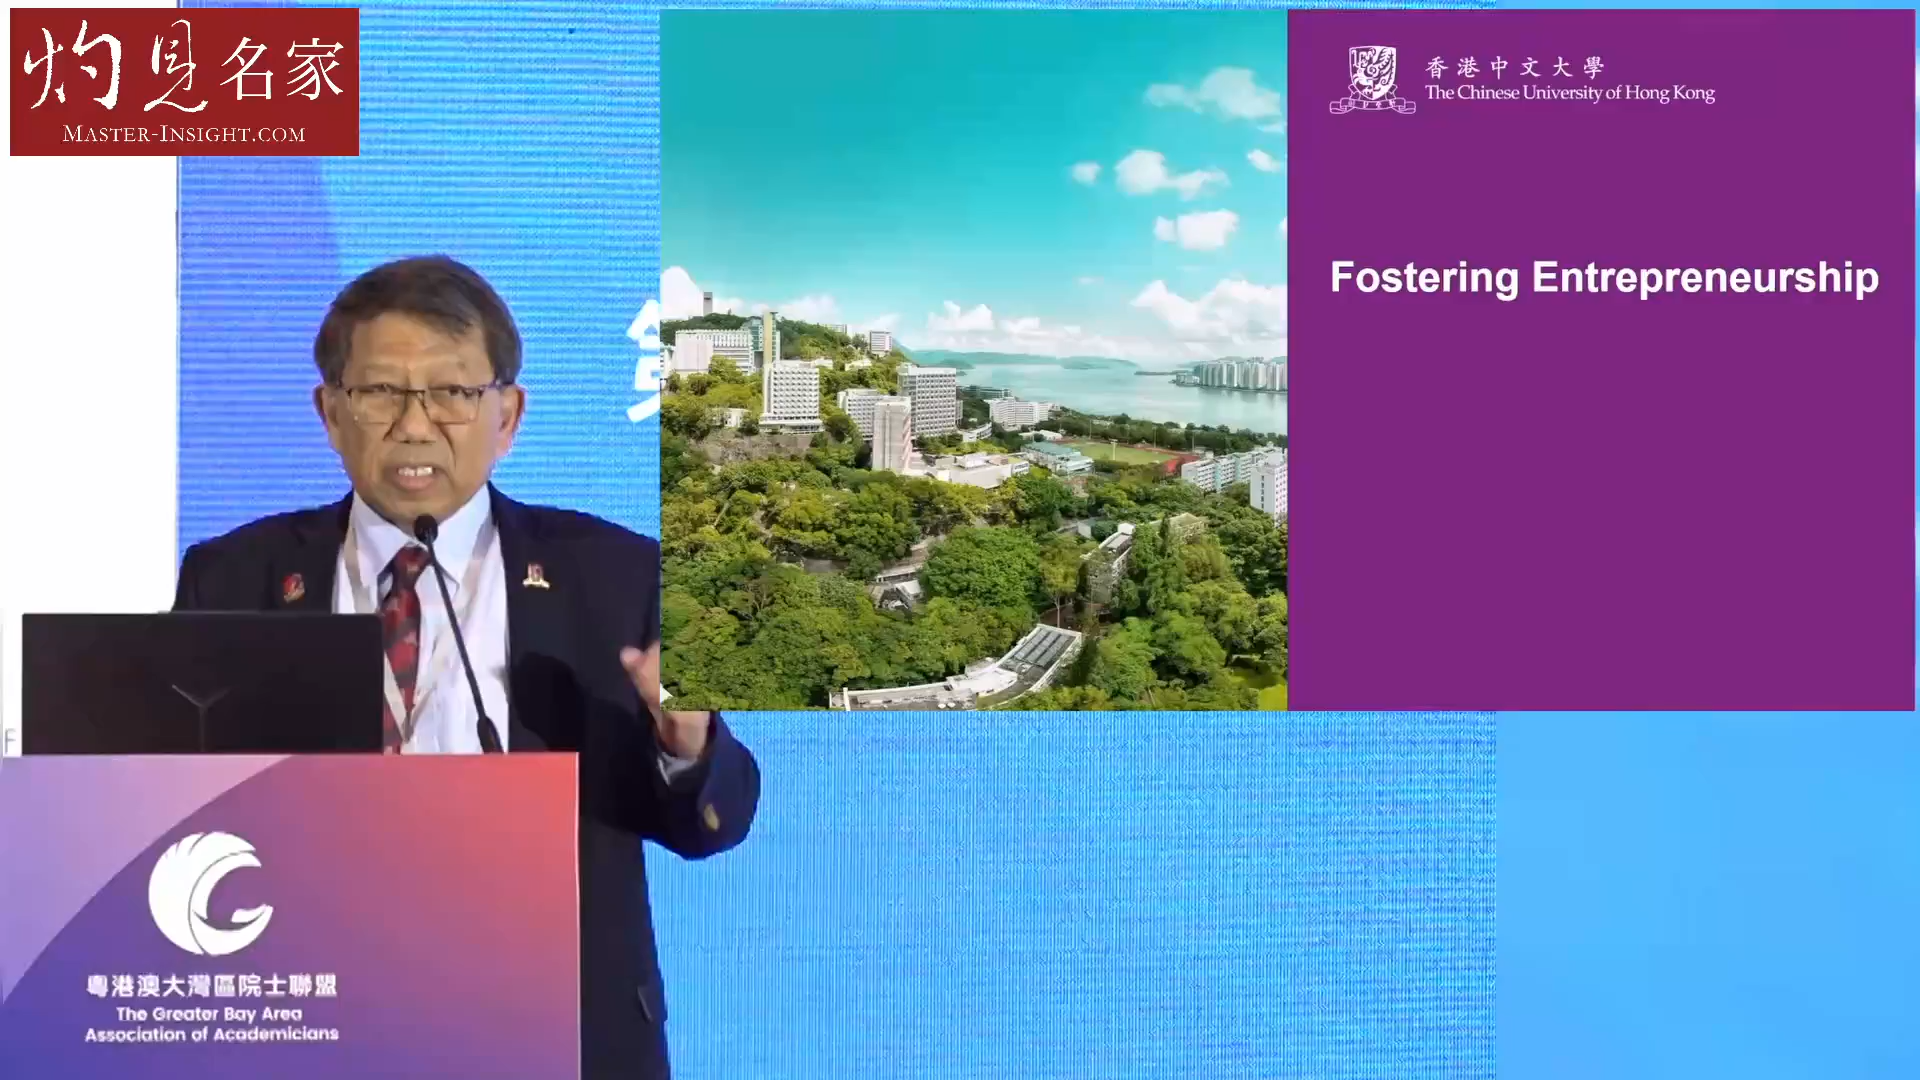 灼見名家
MASTER-INSIGHT.COM
香港中文大學
The Chinese University of Hong Kong
Fostering Entrepreneurship
F
粵港澳大灣區院士聯盟
The Greater Bay Area
Association of Academicians